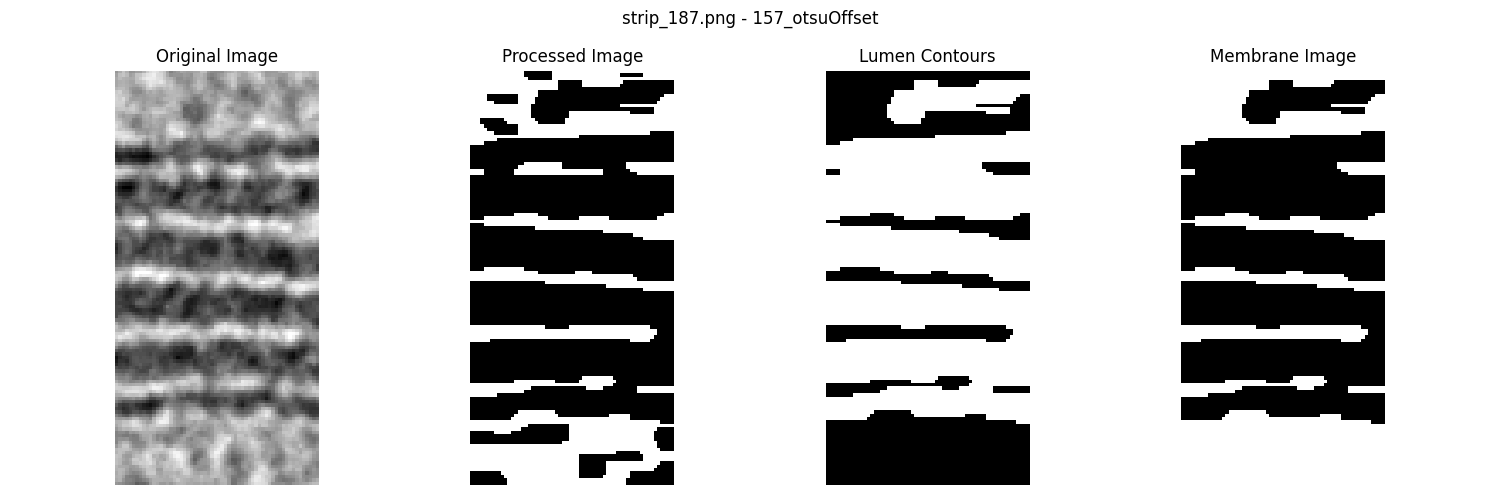 strip_187.png - 157_otsuOffset
Original Image
Processed Image
Lumen Contours
Membrane Image